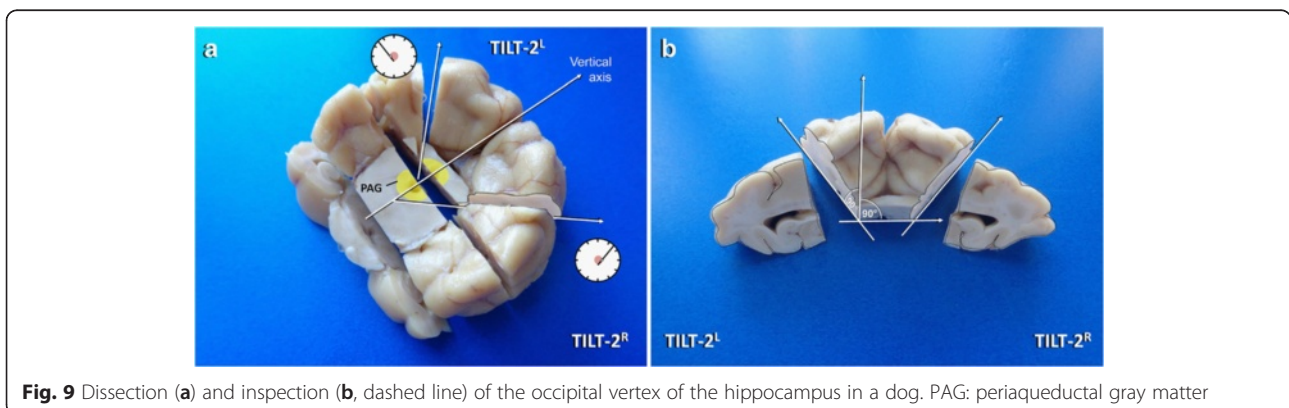 a
TILT-2ᴸ
Vertical
axis
PAG
TILT-2ᴿ
b
90°
TILT-2ᴸ
TILT-2ᴿ
Fig. 9 Dissection (a) and inspection (b, dashed line) of the occipital vertex of the hippocampus in a dog. PAG: periaqueductal gray matter